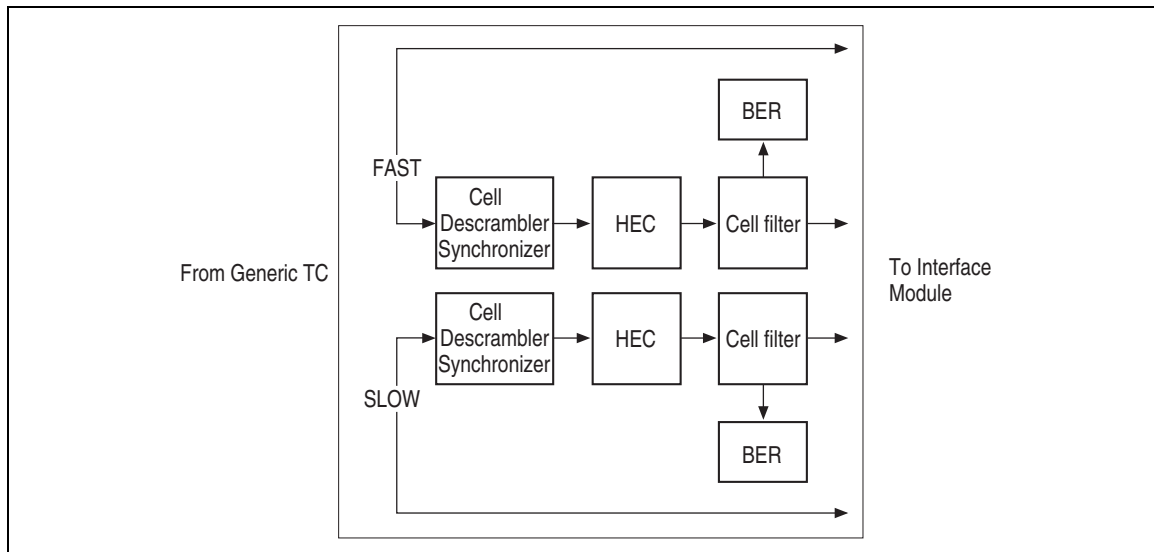 BER
FAST
Cell
Descrambler
Synchronizer
HEC
Cell filter
From Generic TC
To Interface
Module
Cell
Descrambler
Synchronizer
HEC
Cell filter
SLOW
BER